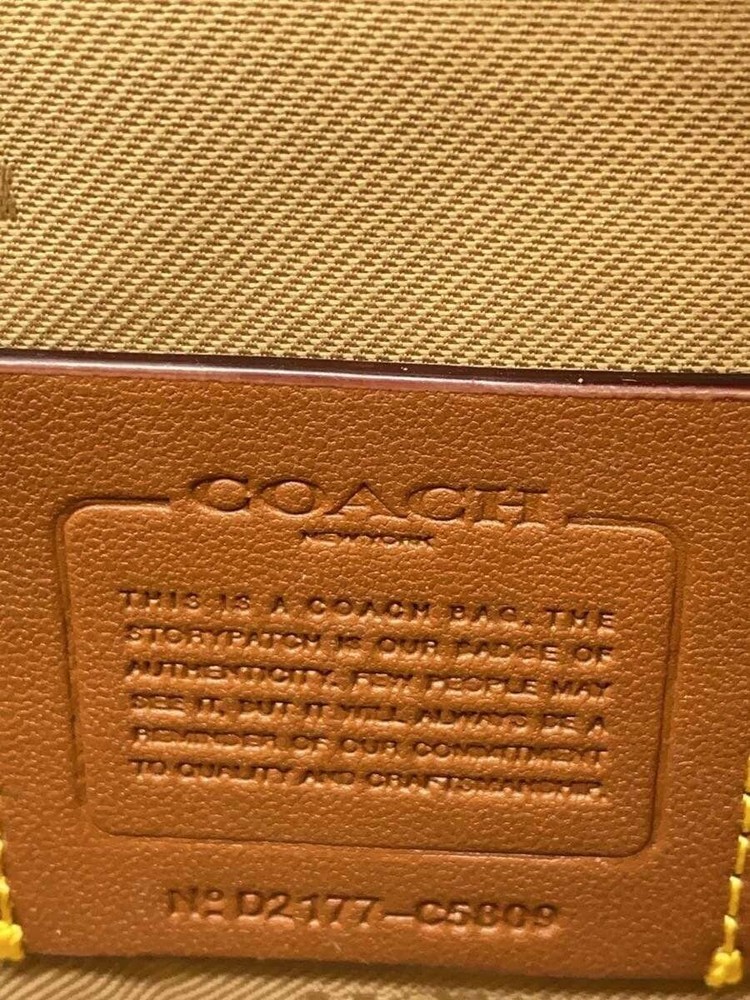 COACH
NEW YORK
THIS IS A COACH BAG. THE
STORYPATCH IS OUR BADGE OF
AUTHENTICITY. FEW PEOPLE MAY
SEE IT, BUT IT WILL ALWAYS BE A
REMINDER OF OUR COMMITMENT
TO QUALITY AND CRAFTSMANSHIP.
Nº D2177-C5809